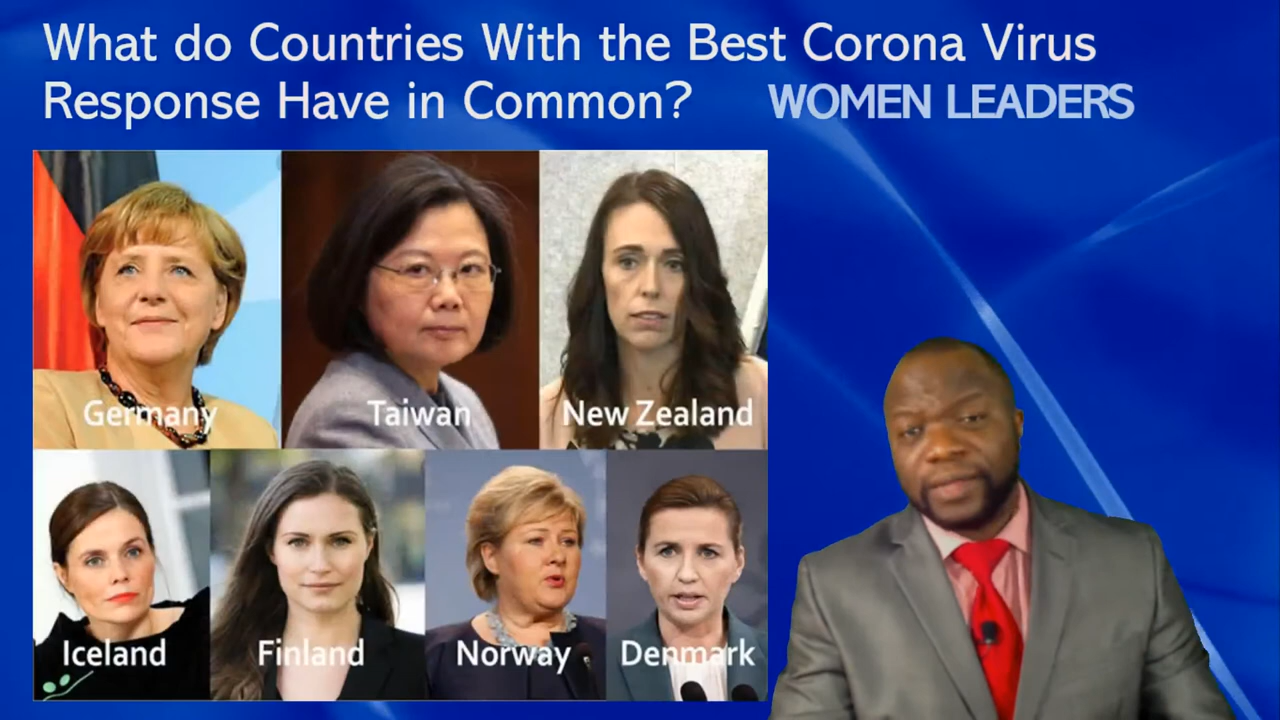 What do Countries With the Best Corona Virus
Response Have in Common? WOMEN LEADERS
Germany
Taiwan
New Zealand
Iceland
Finland
Norway
Denmark